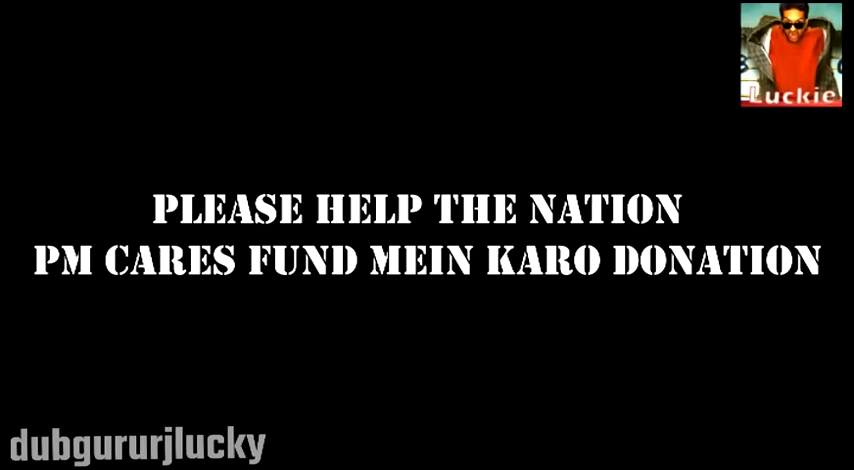 Luckie
PLEASE HELP THE NATION
PM CARES FUND MEIN KARO DONATION
dubgururjlucky